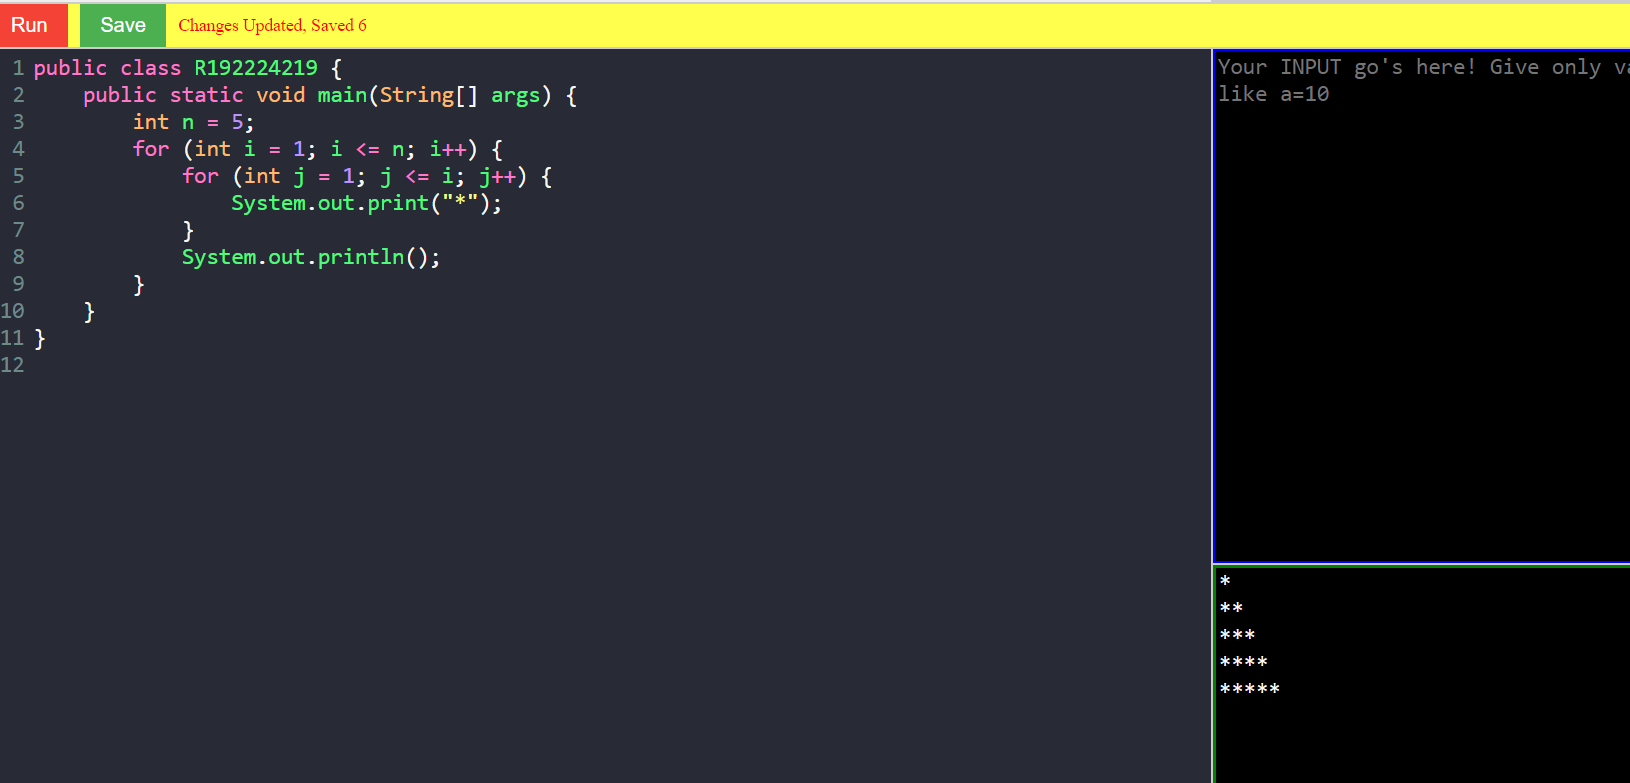 Run Save Changes Updated, Saved 6
1 public class R192224219 {
2     public static void main(String[] args) {
3         int n = 5;
4         for (int i = 1; i <= n; i++) {
5             for (int j = 1; j <= i; j++) {
6                 System.out.print("*");
7             }
8             System.out.println();
9         }
10     }
11 }
12
Your INPUT go's here! Give only
like a=10
*
**
***
****
*****